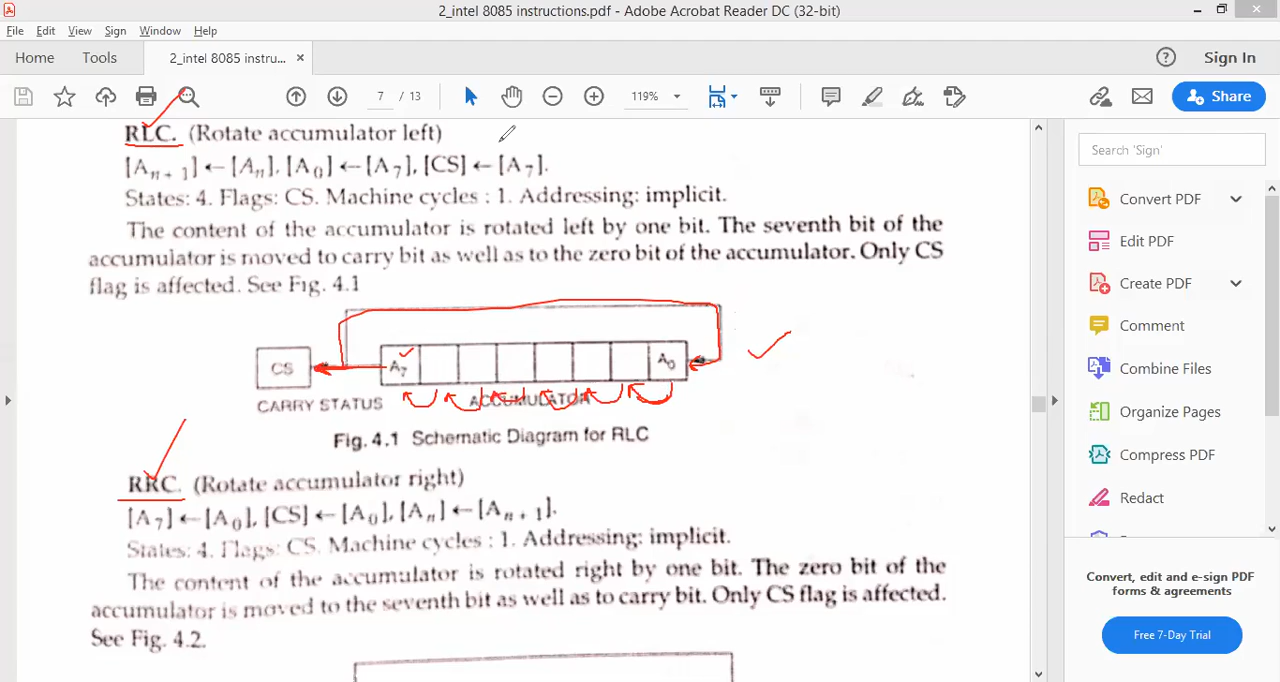 2_intel 8085 instructions.pdf - Adobe Acrobat Reader DC (32-bit)
File Edit View Sign Window Help
Home Tools 2_intel 8085 instru... × Sign In
7 / 13 119% Share
RLC. (Rotate accumulator left)
[Aₙ ₊ ₁] ← [Aₙ], [A₀] ← [A₇], [CS] ← [A₇].
States: 4. Flags: CS. Machine cycles : 1. Addressing: implicit.
The content of the accumulator is rotated left by one bit. The seventh bit of the
accumulator is moved to carry bit as well as to the zero bit of the accumulator. Only CS
flag is affected. See Fig. 4.1
CS A₇ A₀
CARRY STATUS ACCUMULATOR
Fig. 4.1 Schematic Diagram for RLC
RRC. (Rotate accumulator right)
[A₇] ← [A₀], [CS] ← [A₀], [Aₙ] ← [Aₙ ₊ ₁].
States: 4. Flags: CS. Machine cycles : 1. Addressing: implicit.
The content of the accumulator is rotated right by one bit. The zero bit of the
accumulator is moved to the seventh bit as well as to carry bit. Only CS flag is affected.
See Fig. 4.2.
Search 'Sign'
Convert PDF
Edit PDF
Create PDF
Comment
Combine Files
Organize Pages
Compress PDF
Redact
Convert, edit and e-sign PDF
forms & agreements
Free 7-Day Trial